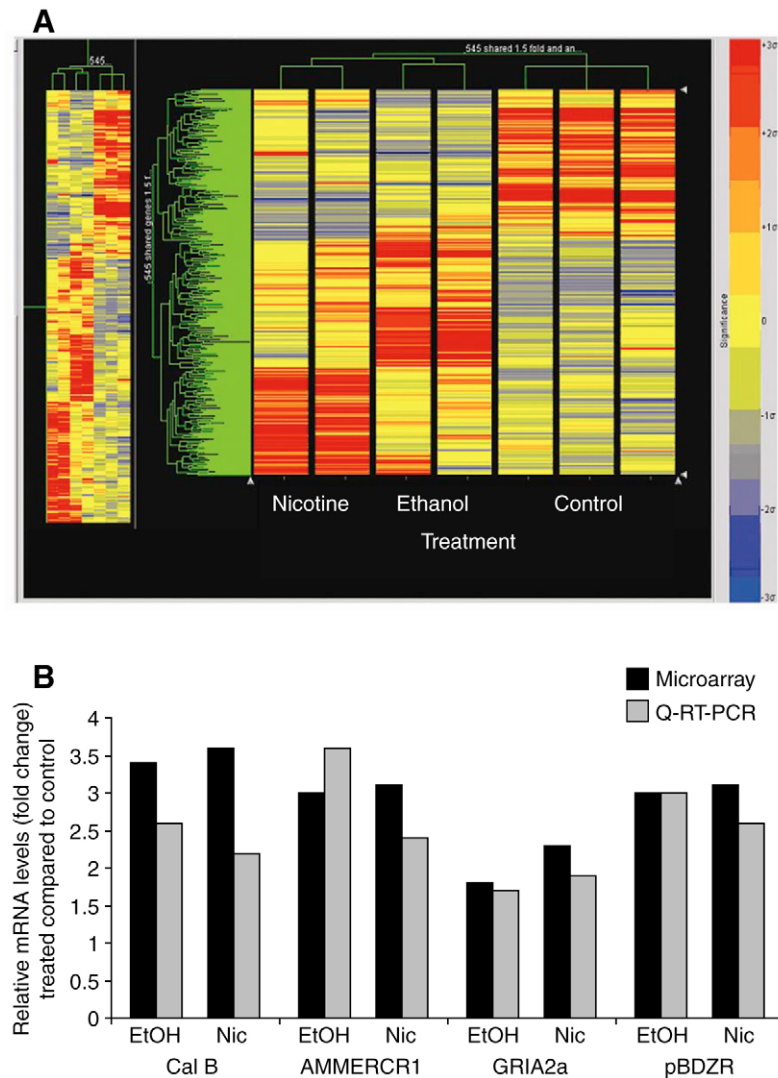 A
545
545 shared 1.5 fold and an...
545 shared genes 1.5 f
+3σ
+2σ
+1σ
0
-1σ
-2σ
-3σ
Significance
Nicotine Ethanol Control
Treatment
B
Microarray
Q-RT-PCR
Relative mRNA levels (fold change)
treated compared to control
4
3.5
3
2.5
2
1.5
1
0.5
0
EtOH Nic EtOH Nic EtOH Nic EtOH Nic
Cal B AMMERCR1 GRIA2a pBDZR